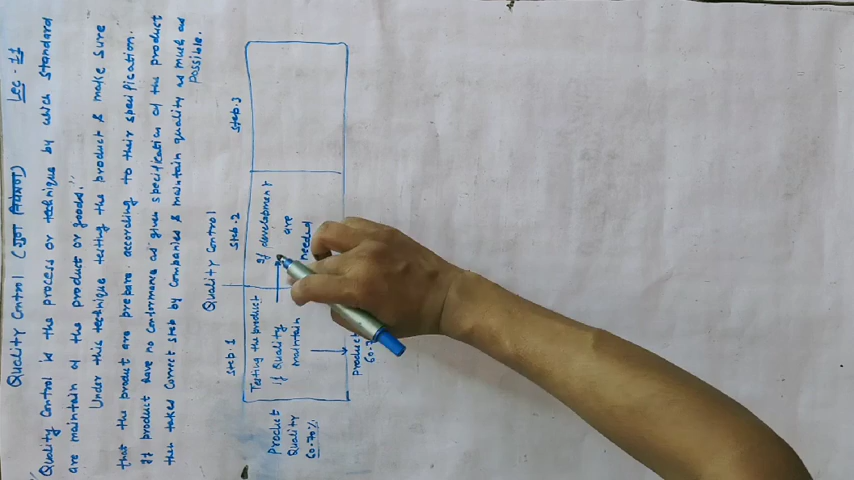 Quality Control ( गुणवत्ता नियंत्रण ) Lec - 11
"Quality Control is the process or technique by which standard
are maintain of the product or goods."
Under this technique testing the product & make sure
that the product are prepare according to their specification.
If product have no conformance as given specification of the product
then taked correct step by companies & maintain quality as much as
possible.
Quality Control
Step 1
Step-2
Step-3
Testing the product
if Quality
maintain
If development
are
needed
Product
Quality
60-70%
Product